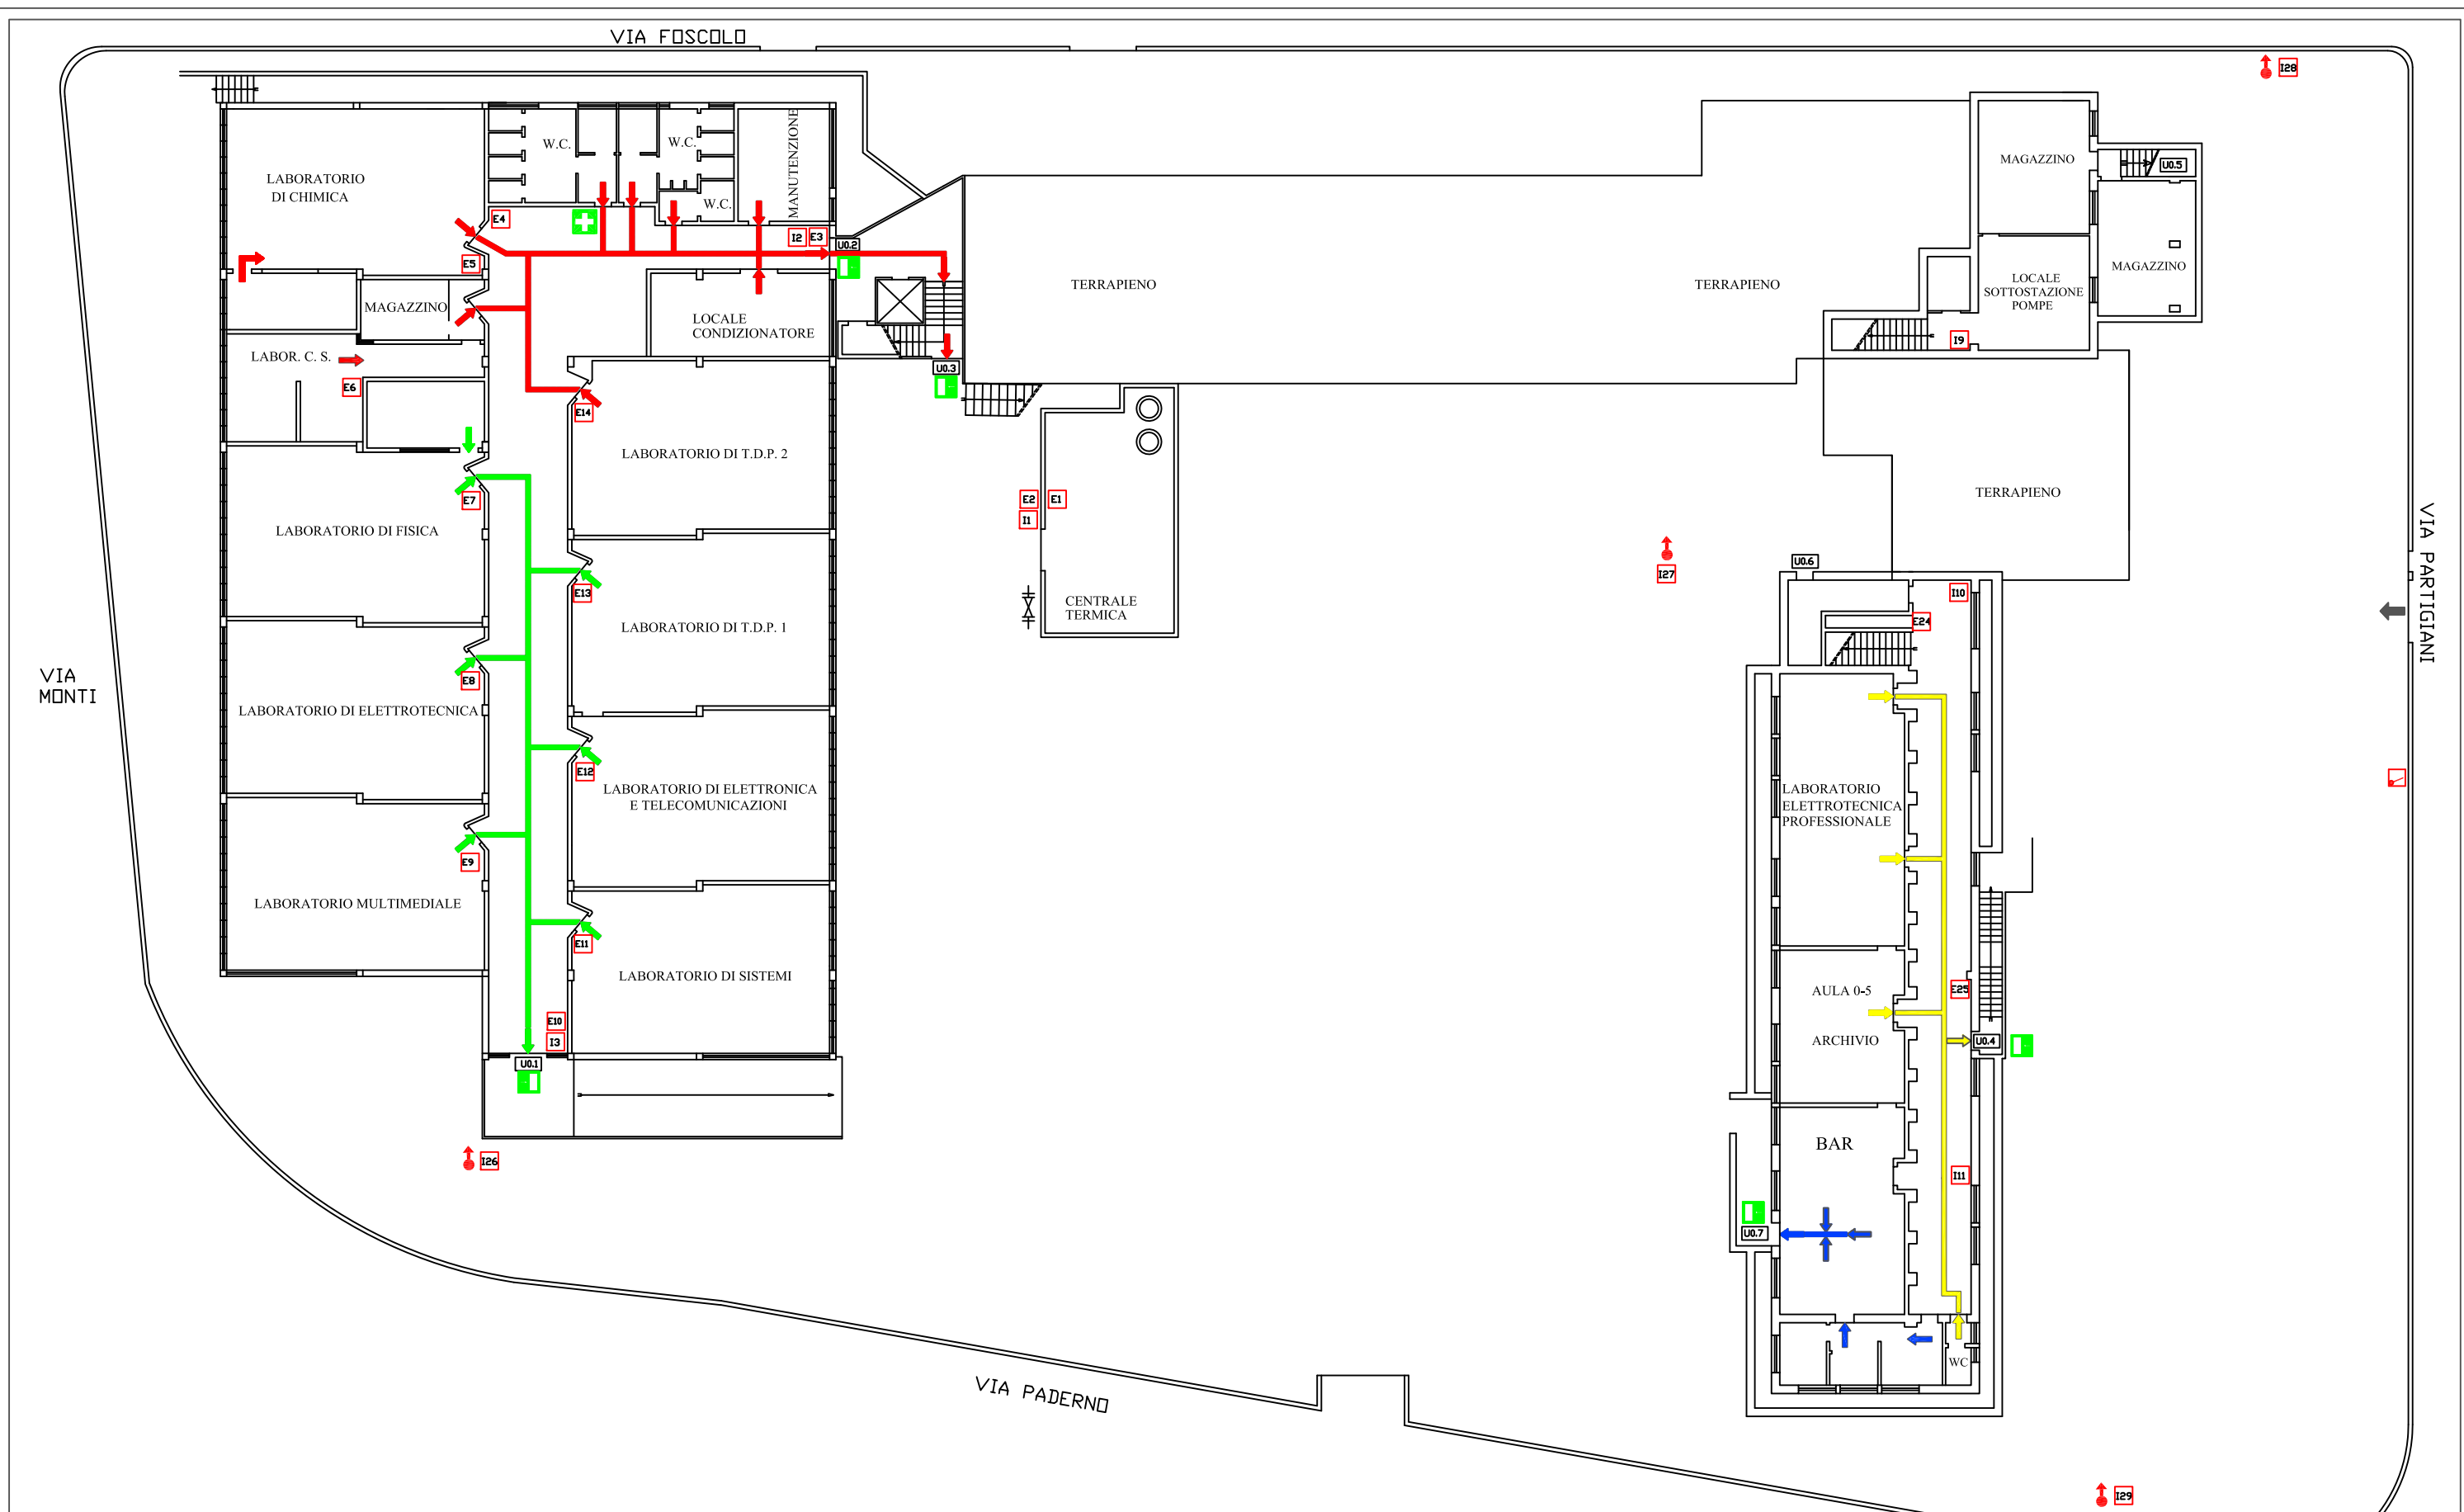 VIA FOSCOLO
I28
LABORATORIO
DI CHIMICA
W.C.
W.C.
W.C.
MANUTENZIONE
E4
E5
I2
E3
U0.2
MAGAZZINO
LABOR. C. S.
E6
LOCALE
CONDIZIONATORE
U0.3
E14
LABORATORIO DI T.D.P. 2
E7
LABORATORIO DI FISICA
E13
LABORATORIO DI T.D.P. 1
E8
LABORATORIO DI ELETTROTECNICA
E12
LABORATORIO DI ELETTRONICA
E TELECOMUNICAZIONI
E9
LABORATORIO MULTIMEDIALE
E11
LABORATORIO DI SISTEMI
E10
I3
U0.1
I26
VIA
MONTI
TERRAPIENO
TERRAPIENO
E2
E1
I1
CENTRALE
TERMICA
MAGAZZINO
U0.5
LOCALE
SOTTOSTAZIONE
POMPE
MAGAZZINO
I9
TERRAPIENO
I27
U0.6
I10
E24
LABORATORIO
ELETTROTECNICA
PROFESSIONALE
AULA 0-5
ARCHIVIO
E25
U0.4
BAR
I11
U0.7
WC
VIA PARTIGIANI
VIA PADERNO
I29